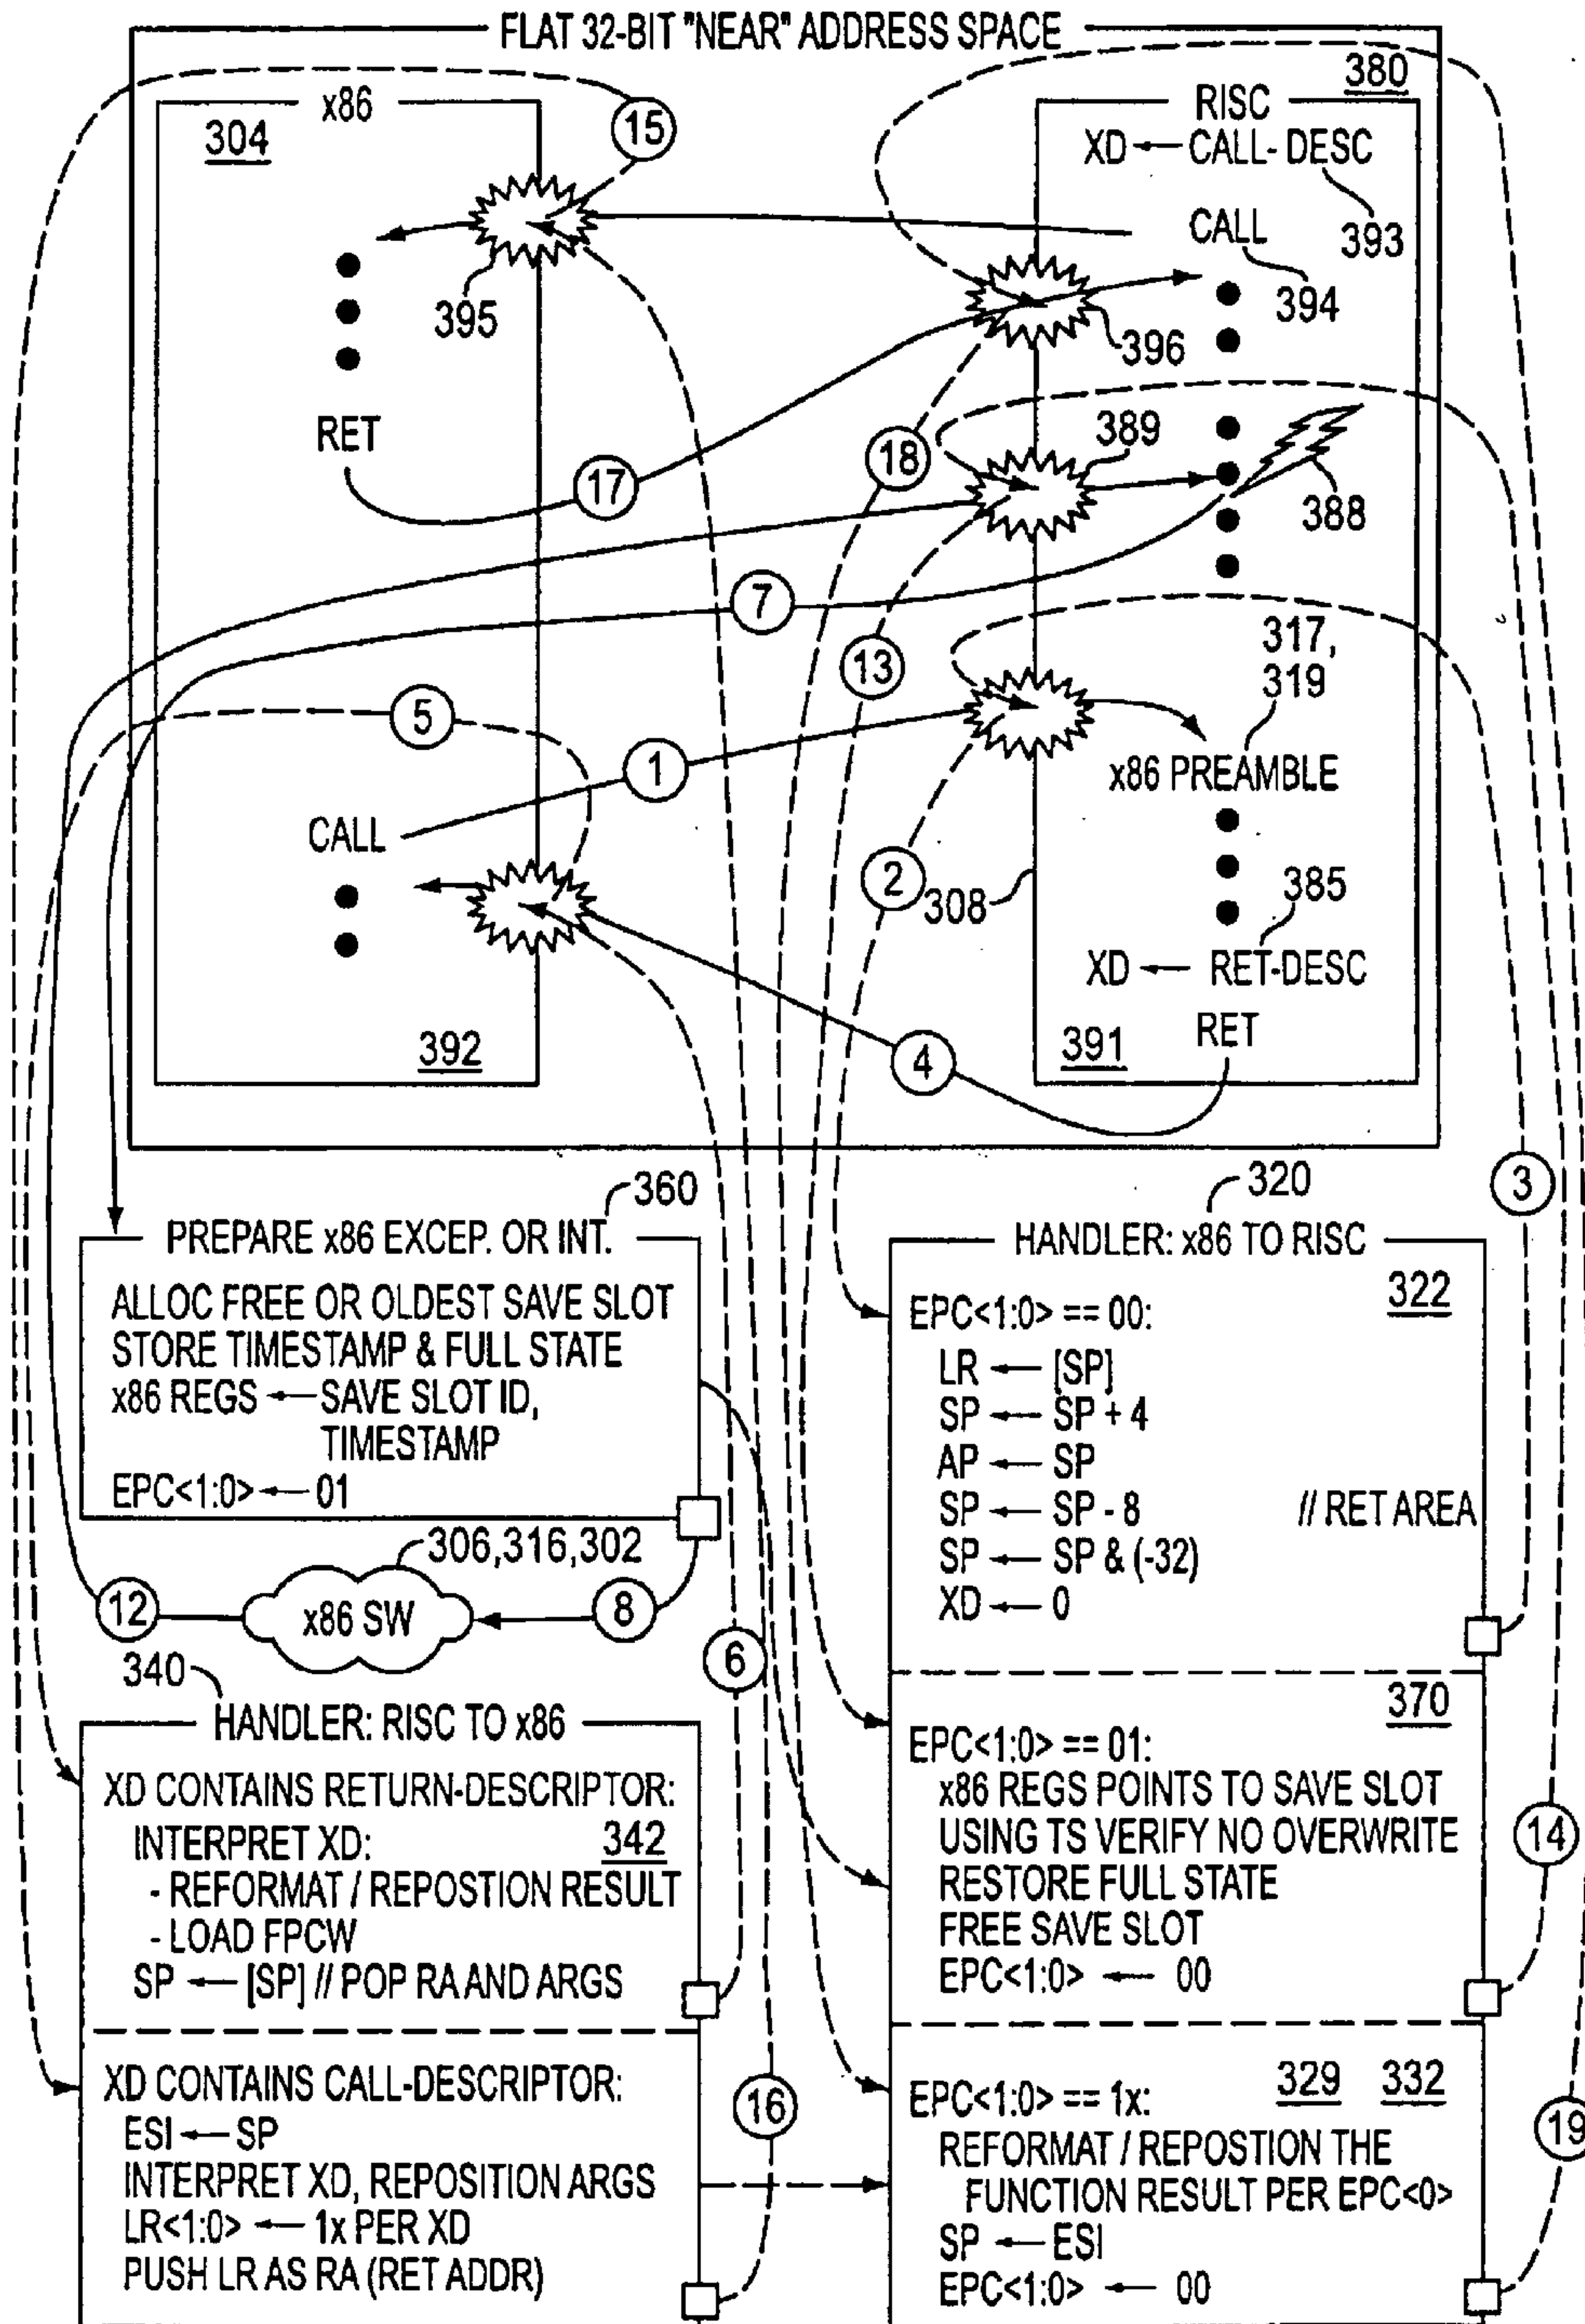 FLAT 32-BIT "NEAR" ADDRESS SPACE
380
x86
304
15
395
RET
17
RISC
XD ← CALL- DESC
393
CALL
394
396
18
389
388
7
13
317,
319
5
1
x86 PREAMBLE
CALL
2
308
385
XD ← RET-DESC
RET
392
391
4
3
360
PREPARE x86 EXCEP. OR INT.
ALLOC FREE OR OLDEST SAVE SLOT
STORE TIMESTAMP & FULL STATE
x86 REGS ← SAVE SLOT ID,
TIMESTAMP
EPC<1:0> ← 01
306,316,302
12
x86 SW
8
6
340
HANDLER: RISC TO x86
XD CONTAINS RETURN-DESCRIPTOR:
INTERPRET XD:
342
- REFORMAT / REPOSTION RESULT
- LOAD FPCW
SP ← [SP] // POP RA AND ARGS
XD CONTAINS CALL-DESCRIPTOR:
ESI ← SP
INTERPRET XD, REPOSITION ARGS
LR<1:0> ← 1x PER XD
PUSH LR AS RA (RET ADDR)
16
320
HANDLER: x86 TO RISC
322
EPC<1:0> == 00:
LR ← [SP]
SP ← SP + 4
AP ← SP
SP ← SP - 8 // RET AREA
SP ← SP & (-32)
XD ← 0
370
EPC<1:0> == 01:
x86 REGS POINTS TO SAVE SLOT
USING TS VERIFY NO OVERWRITE
RESTORE FULL STATE
FREE SAVE SLOT
EPC<1:0> ← 00
14
329 332
EPC<1:0> == 1x:
REFORMAT / REPOSTION THE
FUNCTION RESULT PER EPC<0>
SP ← ESI
EPC<1:0> ← 00
19